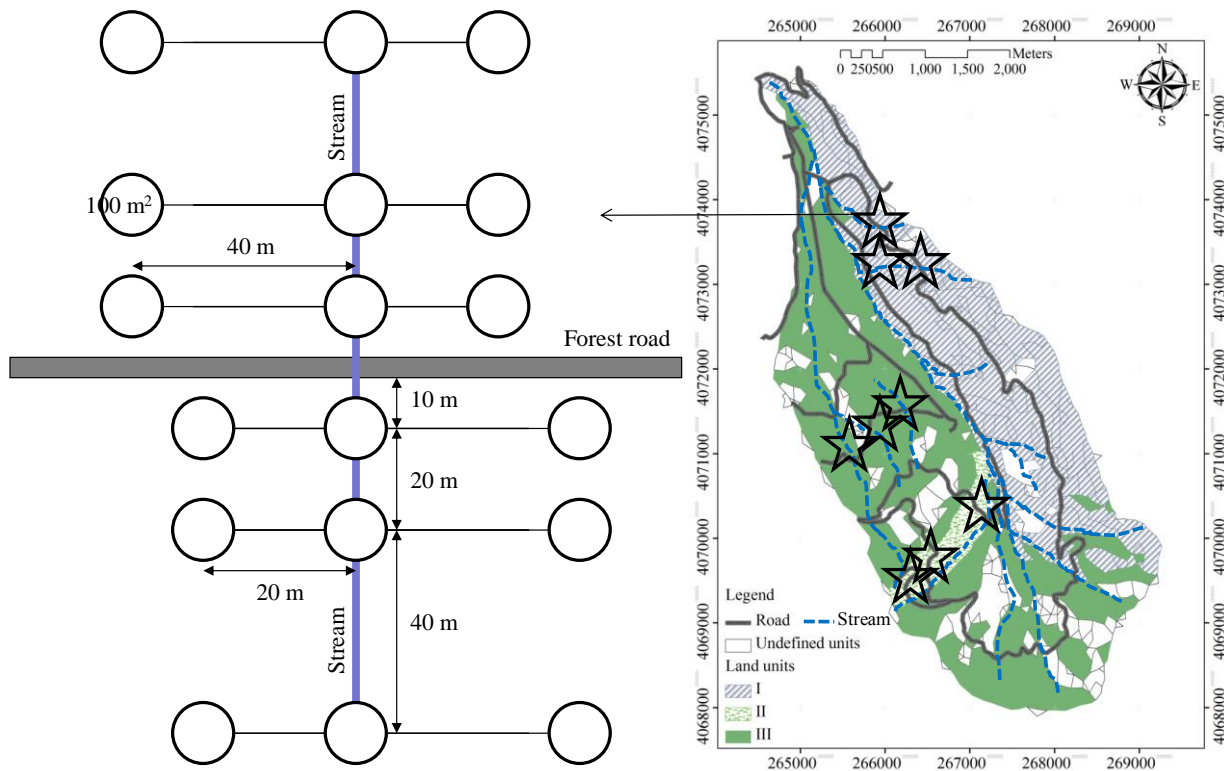 Stream
100 m²
40 m
Forest road
10 m
20 m
20 m
40 m
Stream
265000 266000 267000 268000 269000
Meters
0 250 500 1,000 1,500 2,000
N
W E
S
4075000 4075000
4074000 4074000
4073000 4073000
4072000 4072000
4071000 4071000
4070000 4070000
4069000 4069000
4068000 4068000
Legend
Road Stream
Undefined units
Land units
I
II
III
265000 266000 267000 268000 269000